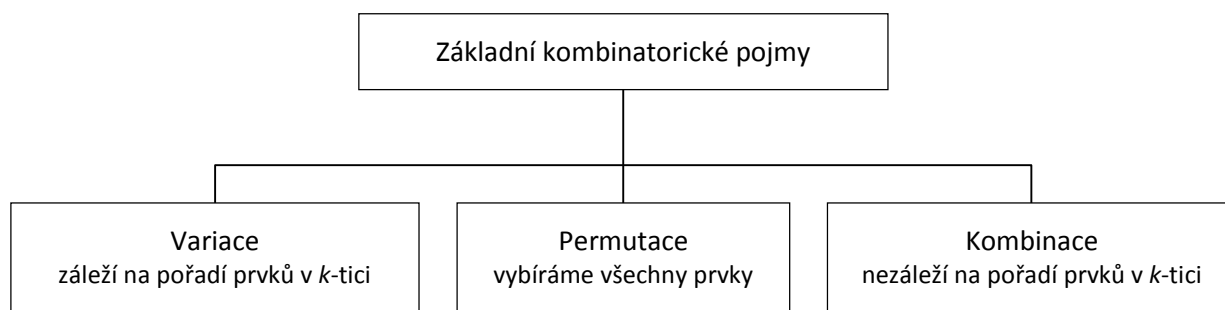 Základní kombinatorické pojmy
Variace
záleží na pořadí prvků v k-tici
Permutace
vybíráme všechny prvky
Kombinace
nezáleží na pořadí prvků v k-tici